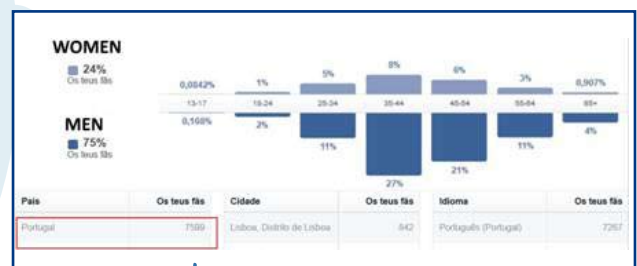 WOMEN
24%
Os teus fãs
0,0842% 1% 5% 8% 6% 3% 0,907%
13-17 18-24 25-34 35-44 45-54 55-64 65+
MEN
75%
Os teus fãs
0,168% 2% 11% 27% 21% 11% 4%
País Os teus fãs Cidade Os teus fãs Idioma Os teus fãs
Portugal 7599 Lisboa, Distrito de Lisboa 842 Português (Portugal) 7267